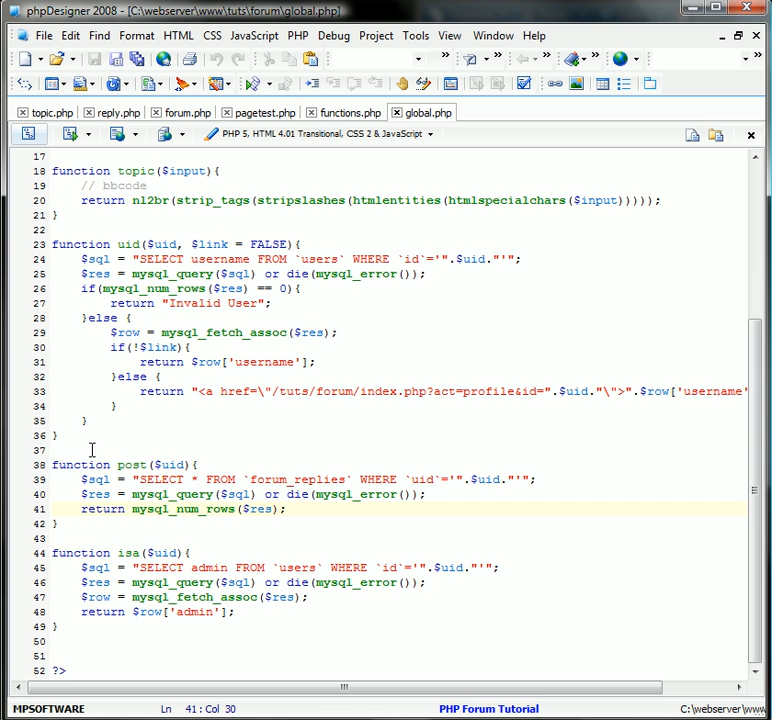 phpDesigner 2008 - [C:\webserver\www\tuts\forum\global.php]
File Edit Find Format HTML CSS JavaScript PHP Debug Project Tools View Window Help
topic.php reply.php forum.php pagetest.php functions.php global.php
PHP 5, HTML 4.01 Transitional, CSS 2 & JavaScript
17
18 function topic($input){
19 // bbcode
20 return nl2br(strip_tags(stripslashes(htmlentities(htmlspecialchars($input)))));
21 }
22
23 function uid($uid, $link = FALSE){
24 $sql = "SELECT username FROM `users` WHERE `id`='".$uid."'";
25 $res = mysql_query($sql) or die(mysql_error());
26 if(mysql_num_rows($res) == 0){
27 return "Invalid User";
28 }else {
29 $row = mysql_fetch_assoc($res);
30 if(!$link){
31 return $row['username'];
32 }else {
33 return "<a href=\"/tuts/forum/index.php?act=profile&id=".$uid."\">".$row['username'
34 }
35 }
36 }
37
38 function post($uid){
39 $sql = "SELECT * FROM `forum_replies` WHERE `uid`='".$uid."'";
40 $res = mysql_query($sql) or die(mysql_error());
41 return mysql_num_rows($res);
42 }
43
44 function isa($uid){
45 $sql = "SELECT admin FROM `users` WHERE `id`='".$uid."'";
46 $res = mysql_query($sql) or die(mysql_error());
47 $row = mysql_fetch_assoc($res);
48 return $row['admin'];
49 }
50
51
52 ?>
MPSOFTWARE Ln 41 : Col 30 PHP Forum Tutorial C:\webserver\www